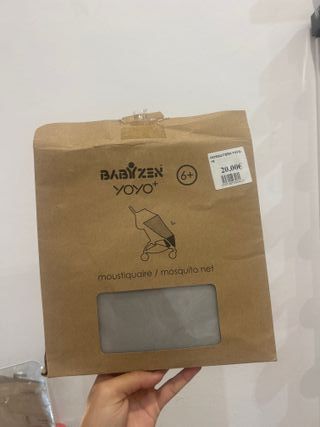 BABYZEN
YOYO+
6+
20.00€
moustiquaire / mosquito net